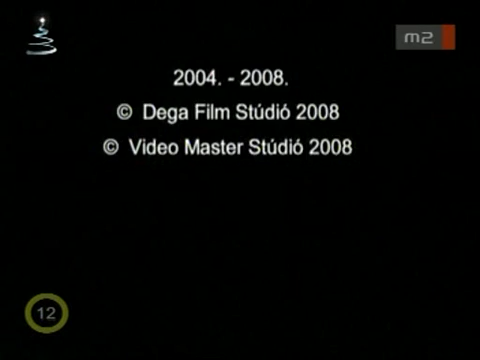 m2
2004. - 2008.
© Dega Film Stúdió 2008
© Video Master Stúdió 2008
12